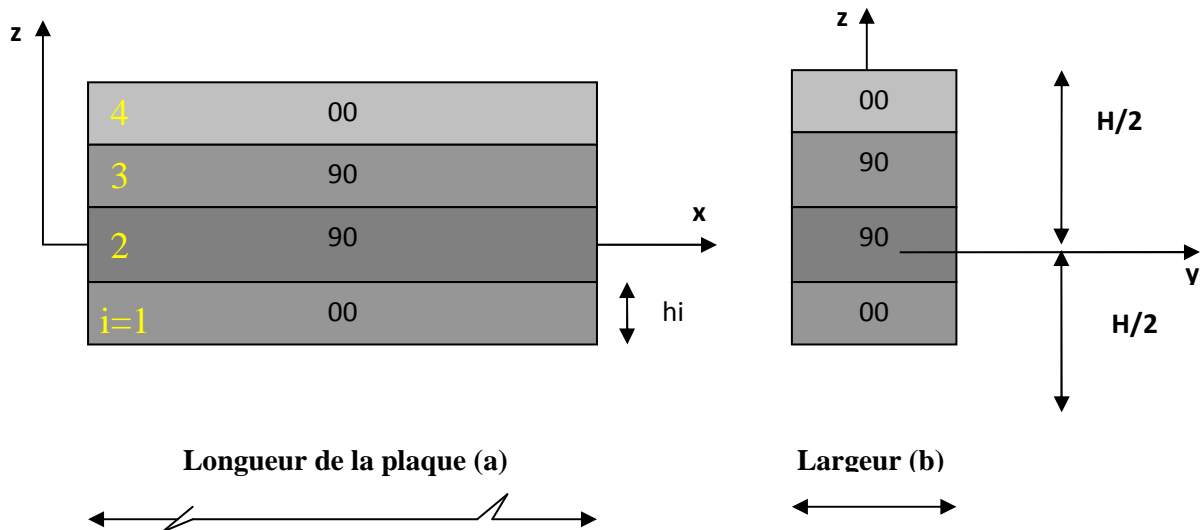 z
4 00
3 90
2 90
i=1 00
x
hi
z
00
90
90
00
H/2
y
H/2
Longueur de la plaque (a)
Largeur (b)